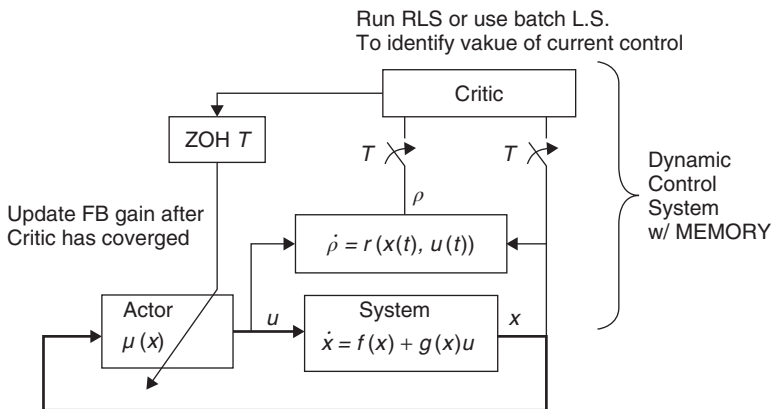 Run RLS or use batch L.S.
To identify vakue of current control
Critic
ZOH T
T
T
Dynamic
Control
System
w/ MEMORY
ρ
Update FB gain after
Critic has coverged
ρ̇ = r (x(t), u(t))
Actor
μ (x)
u
System
ẋ = f (x) + g (x)u
x